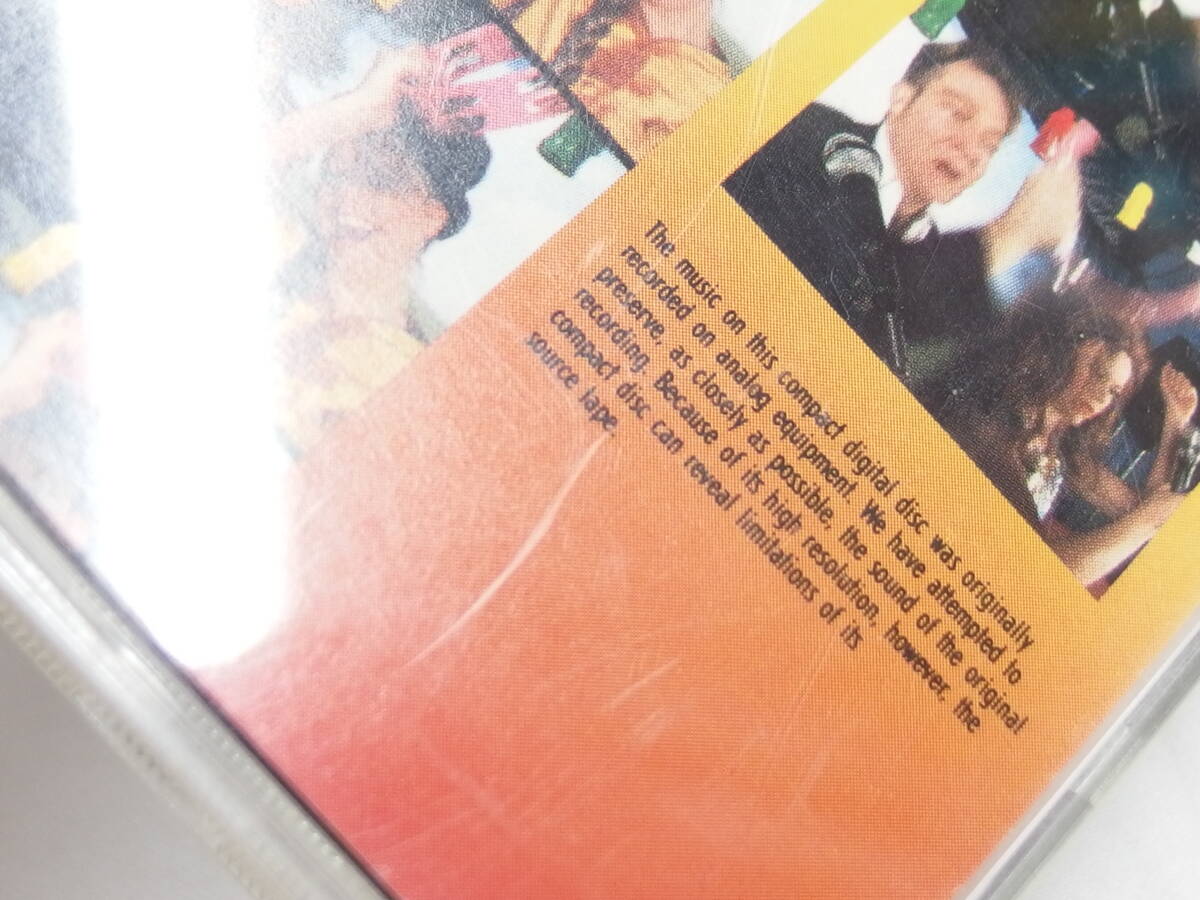 The music on this compact digital disc was originally
recorded on analog equipment. We have attempted to
preserve, as closely as possible, the sound of the original
recording. Because of its high resolution, however, the
compact disc can reveal limitations of its
source tape.